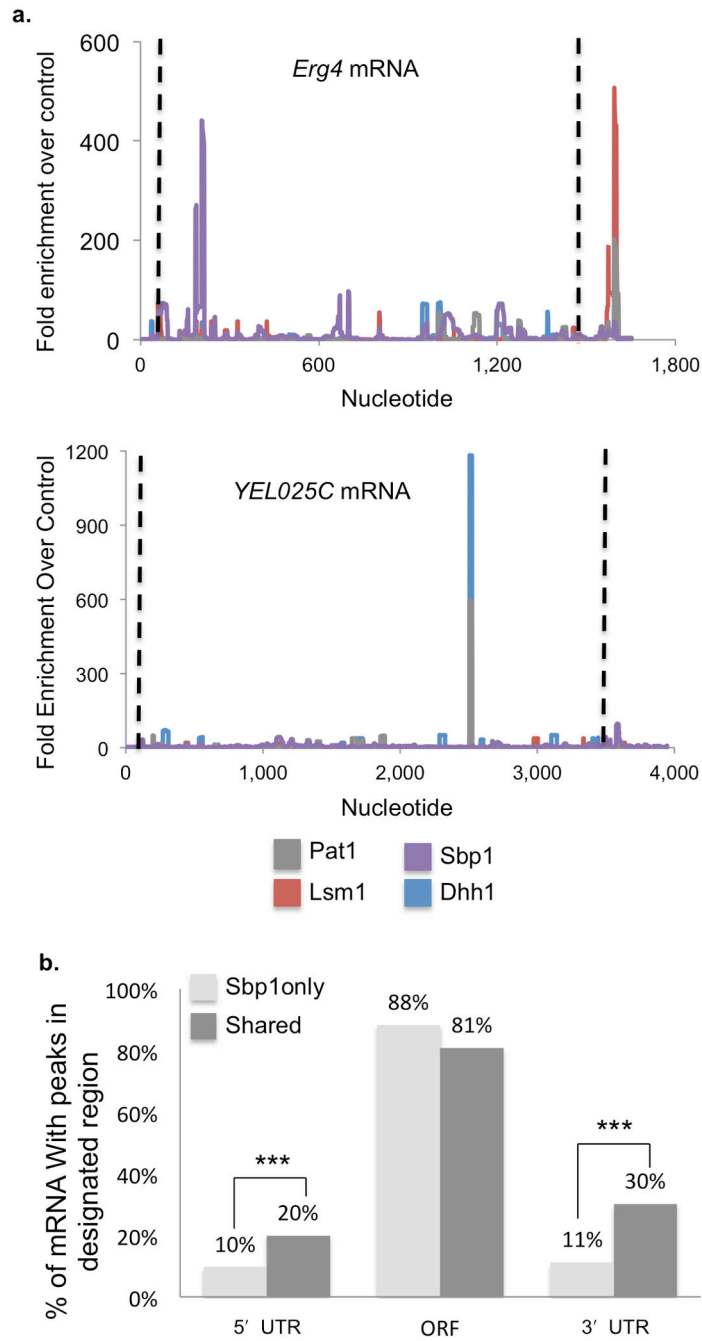 a.
Erg4 mRNA
Fold enrichment over control
600
400
200
0
0 600 1,200 1,800
Nucleotide
YEL025C mRNA
Fold Enrichment Over Control
1200
900
600
300
0
0 1,000 2,000 3,000 4,000
Nucleotide
Pat1 Sbp1
Lsm1 Dhh1
b.
Sbp1only
Shared
% of mRNA With peaks in
designated region
100%
80%
60%
40%
20%
0%
88% 81%
*** ***
10% 20% 11% 30%
5′ UTR ORF 3′ UTR